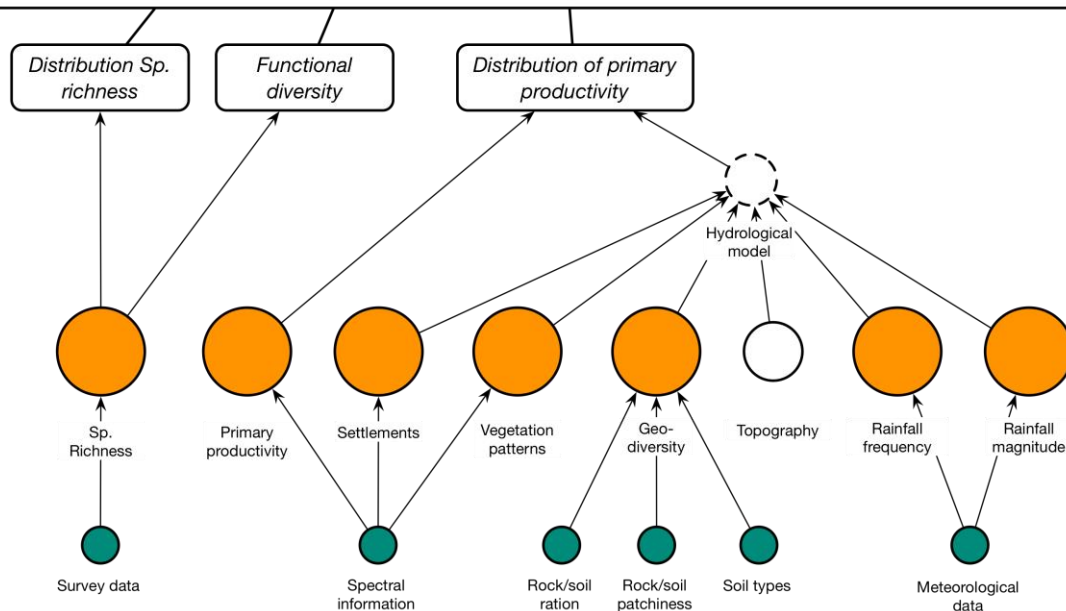 Distribution Sp.
richness
Functional
diversity
Distribution of primary
productivity
Hydrological
model
Sp.
Richness
Primary
productivity
Settlements
Vegetation
patterns
Geo-
diversity
Topography
Rainfall
frequency
Rainfall
magnitude
Survey data
Spectral
information
Rock/soil
ration
Rock/soil
patchiness
Soil types
Meteorological
data